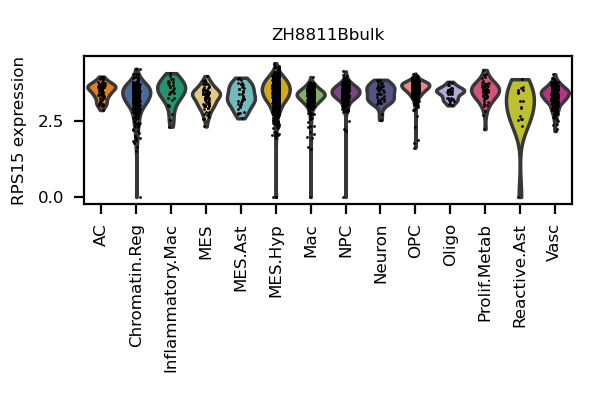 ZH8811Bbulk
RPS15 expression
2.5
0.0
AC
Chromatin.Reg
Inflammatory.Mac
MES
MES.Ast
MES.Hyp
Mac
NPC
Neuron
OPC
Oligo
Prolif.Metab
Reactive.Ast
Vasc